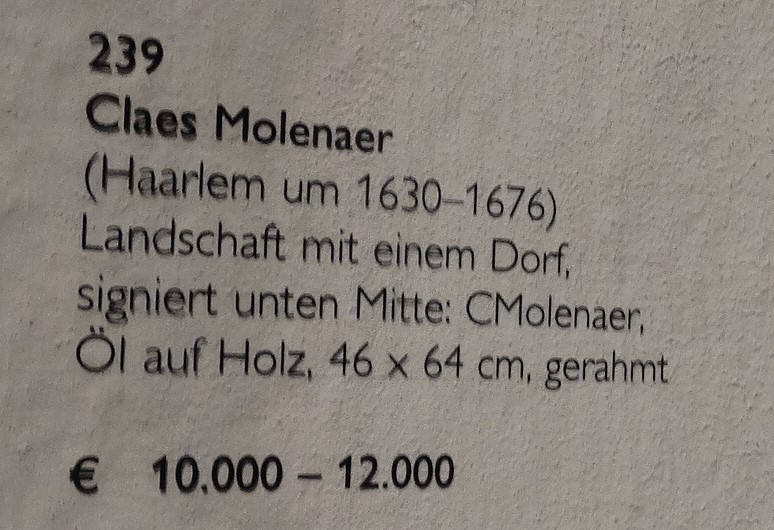 239
Claes Molenaer
(Haarlem um 1630–1676)
Landschaft mit einem Dorf,
signiert unten Mitte: CMolenaer,
Öl auf Holz, 46 x 64 cm, gerahmt
€ 10.000 – 12.000